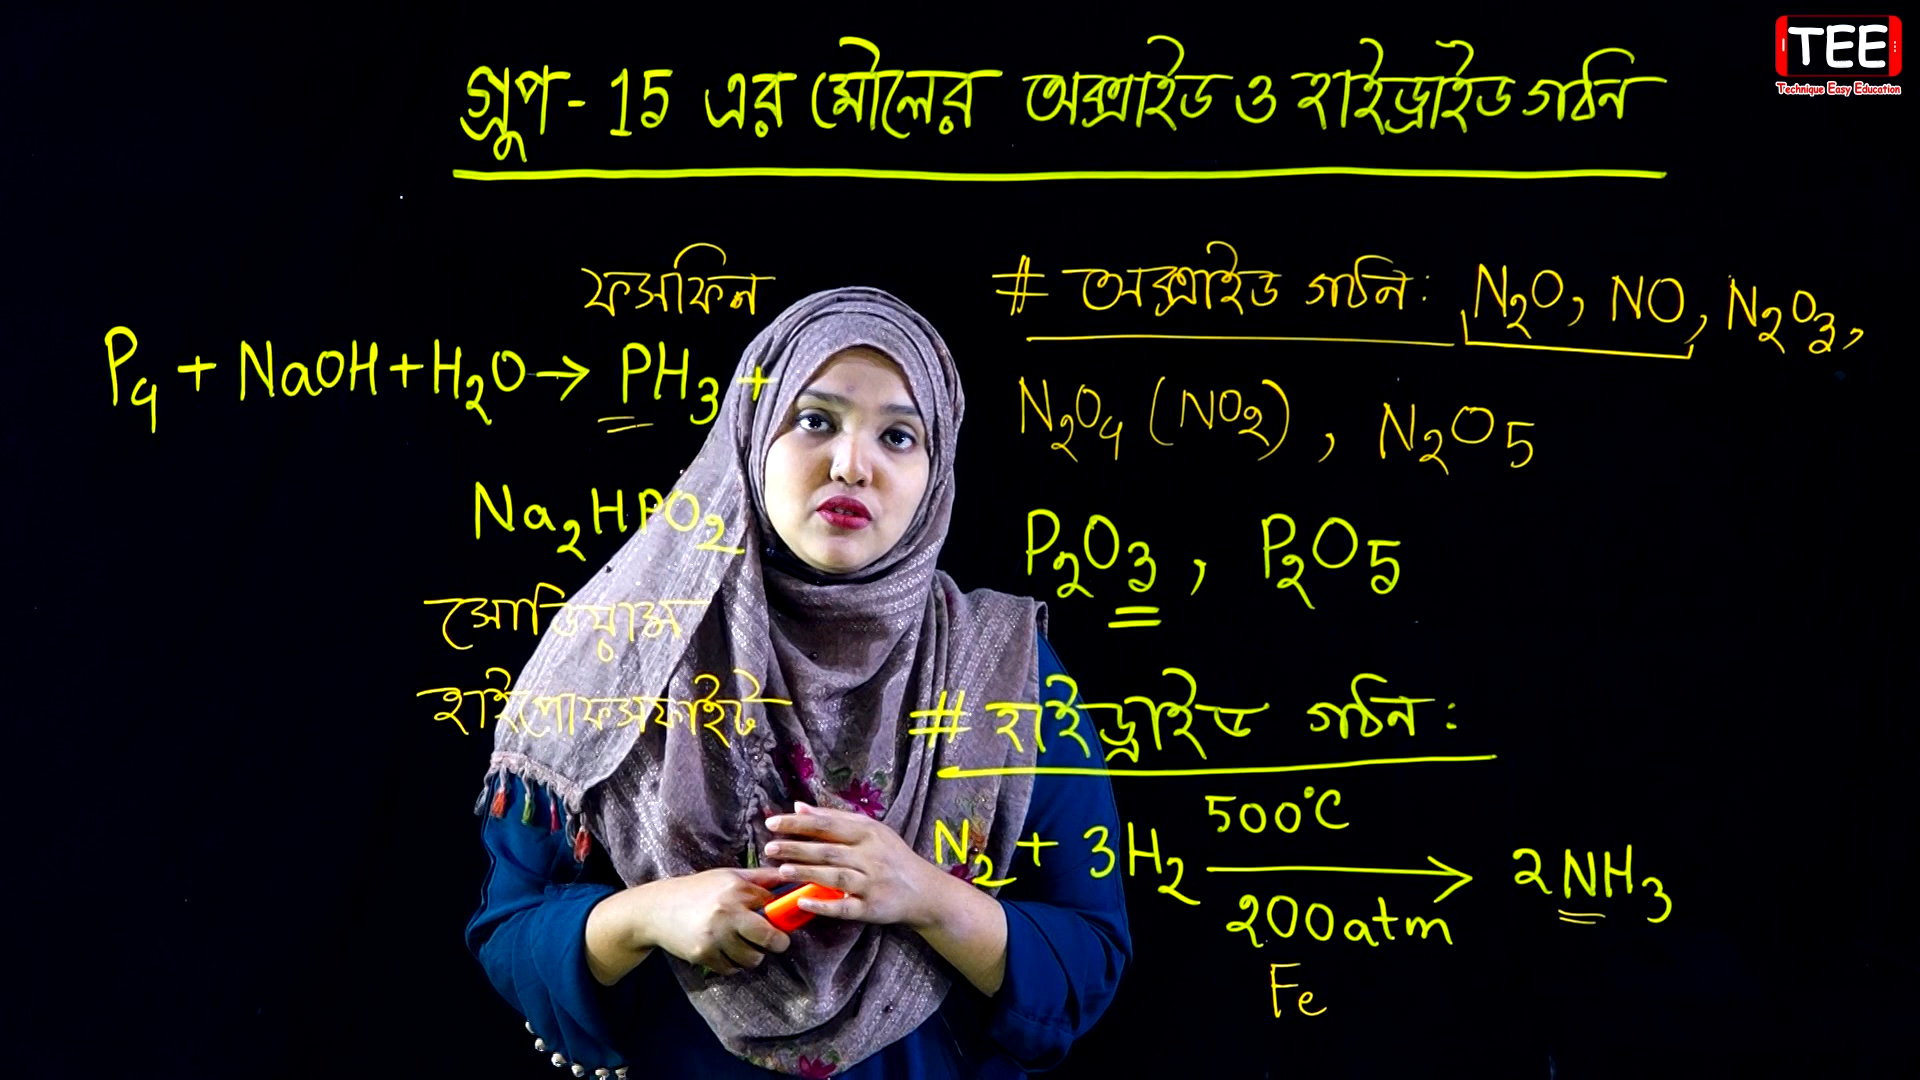 TEE
Technique Easy Education
গ্রুপ- 15 এর মৌলের অক্সাইড ও হাইড্রাইড গঠন
ফসফিন
P₄ + NaOH + H₂O → PH₃ +
Na₂HPO₂
সোডিয়াম
হাইপোফসফাইট
# অক্সাইড গঠন : N₂O, NO, N₂O₃,
N₂O₄ (NO₂), N₂O₅
P₂O₃, P₂O₅
# হাইড্রাইড গঠন :
500°C
N₂ + 3H₂ → 2NH₃
200atm
Fe